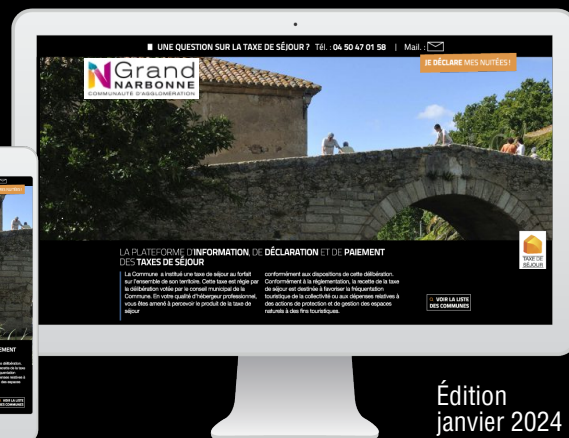 UNE QUESTION SUR LA TAXE DE SÉJOUR ? Tél. : 04 50 47 01 58 | Mail. :
JE DÉCLARE MES NUITÉES !
Grand
NARBONNE
COMMUNAUTÉ D'AGGLOMÉRATION
LA PLATEFORME D'INFORMATION, DE DÉCLARATION ET DE PAIEMENT
DES TAXES DE SÉJOUR
La Commune a institué une taxe de séjour au forfait
sur l'ensemble de son territoire. Cette taxe est régie par
la délibération votée par le conseil municipal de la
Commune. En votre qualité d'hébergeur professionnel,
vous êtes amené à percevoir le produit de la taxe de
séjour
conformément aux dispositions de cette délibération.
Conformément à la réglementation, la recette de la taxe
de séjour est destinée à favoriser la fréquentation
touristique de la collectivité ou aux dépenses relatives à
des actions de protection et de gestion des espaces
naturels à des fins touristiques.
TAXE DE
SÉJOUR
VOIR LA LISTE
DES COMMUNES
Édition
janvier 2024